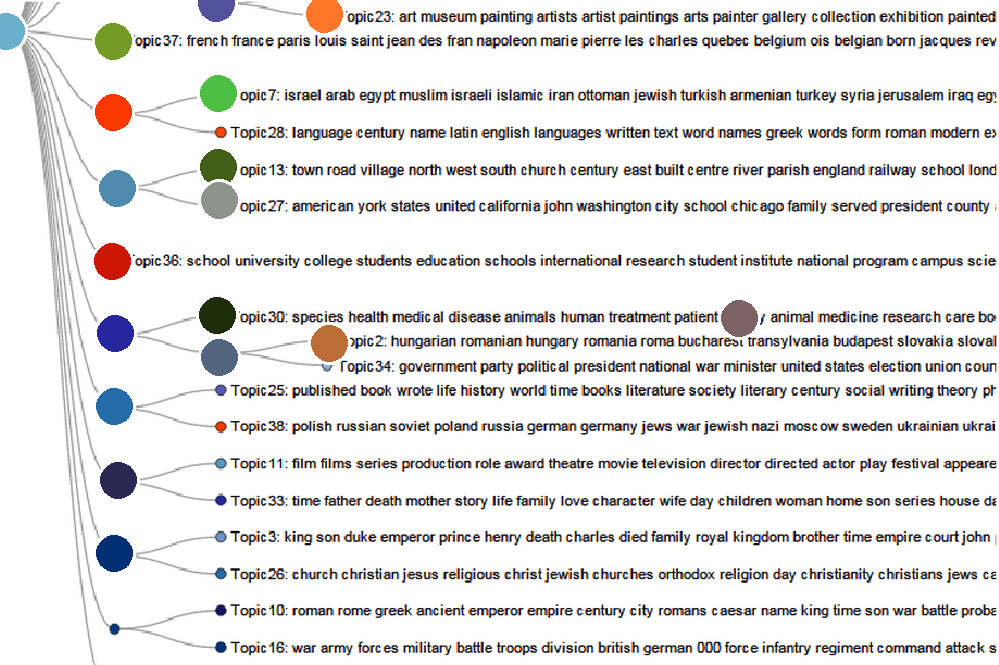 opic23: art museum painting artists artist paintings arts painter gallery collection exhibition painted
opic37: french france paris louis saint jean des fran napoleon marie pierre les charles quebec belgium ois belgian born jacques rev
opic7: israel arab egypt muslim israeli islamic iran ottoman jewish turkish armenian turkey syria jerusalem iraq egy
Topic28: language century name latin english languages written text word names greek words form roman modern ex
opic13: town road village north west south church century east built centre river parish england railway school lond
opic27: american york states united california john washington city school chicago family served president county
opic36: school university college students education schools international research student institute national program campus scie
opic30: species health medical disease animals human treatment patient y animal medicine research care bo
opic2: hungarian romanian hungary romania roma bucharest transylvania budapest slovakia sloval
Topic34: government party political president national war minister united states election union coun
Topic25: published book wrote life history world time books literature society literary century social writing theory ph
Topic38: polish russian soviet poland russia german germany jews war jewish nazi moscow sweden ukrainian ukrai
Topic11: film films series production role award theatre movie television director directed actor play festival appeare
Topic33: time father death mother story life family love character wife day children woman home son series house da
Topic3: king son duke emperor prince henry death charles died family royal kingdom brother time empire court john
Topic26: church christian jesus religious christ jewish churches orthodox religion day christianity christians jews ca
Topic10: roman rome greek ancient emperor empire century city romans caesar name king time son war battle proba
Topic16: war army forces military battle troops division british german 000 force infantry regiment command attack s